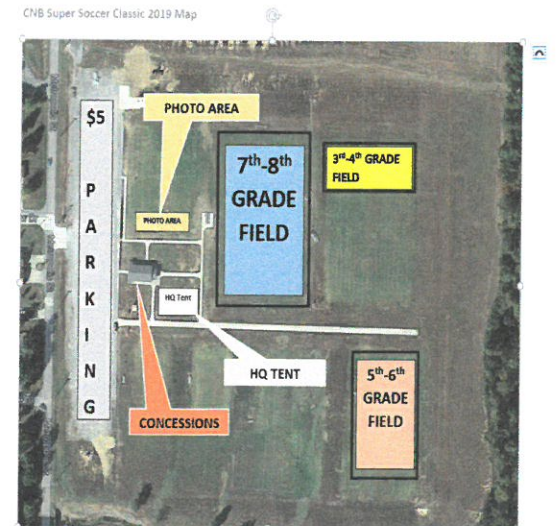 CNB Super Soccer Classic 2019 Map
PHOTO AREA
$5
PARKING
7th-8th
GRADE
FIELD
3rd-4th GRADE
FIELD
PHOTO AREA
HQ Tent
HQ TENT
CONCESSIONS
5th-6th
GRADE
FIELD